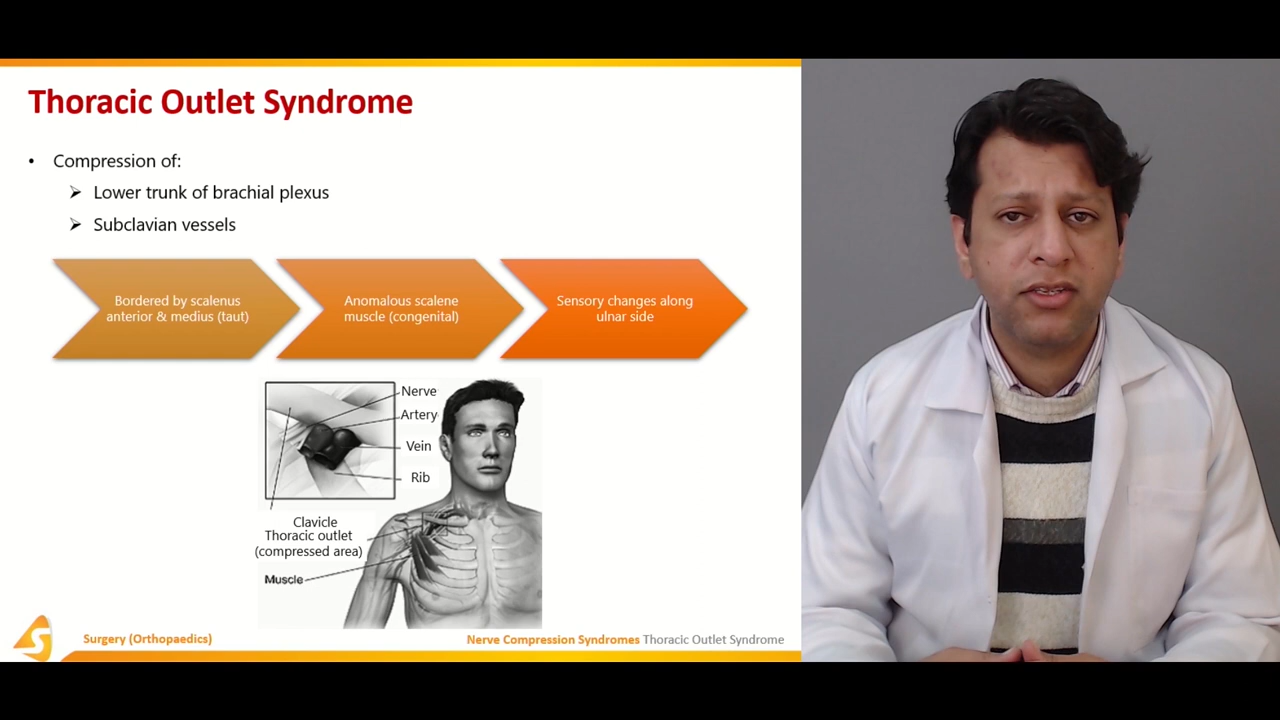 Thoracic Outlet Syndrome
• Compression of:
➢ Lower trunk of brachial plexus
➢ Subclavian vessels
Bordered by scalenus
anterior & medius (taut)
Anomalous scalene
muscle (congenital)
Sensory changes along
ulnar side
Nerve
Artery
Vein
Rib
Clavicle
Thoracic outlet
(compressed area)
Muscle
S
Surgery (Orthopaedics)
Nerve Compression Syndromes Thoracic Outlet Syndrome